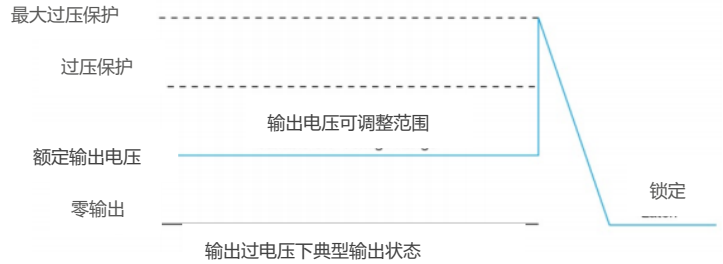 最大过压保护
过压保护
输出电压可调整范围
额定输出电压
锁定
零输出
输出过电压下典型输出状态